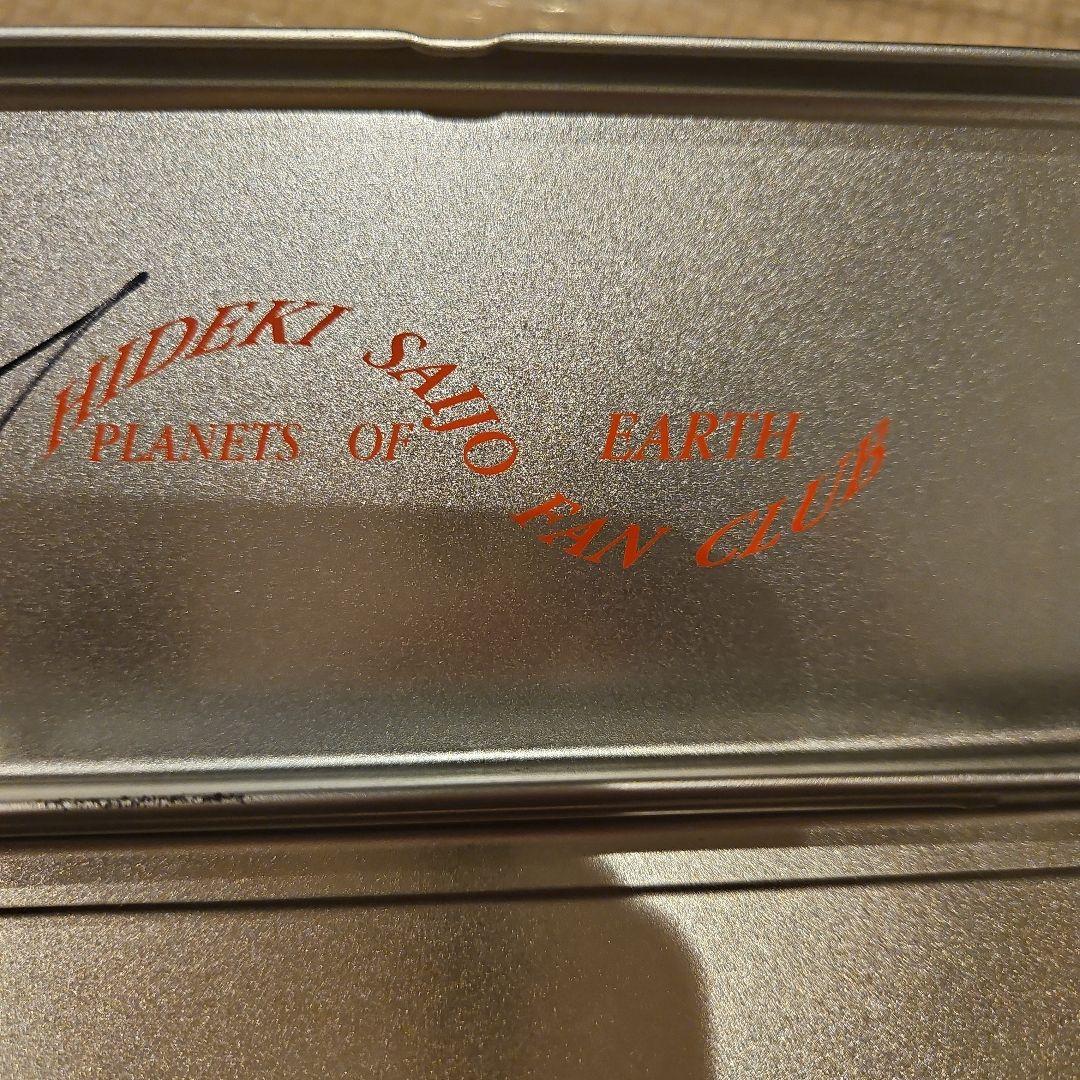 HIDEKI SAIJO FAN CLUB
PLANETS OF EARTH